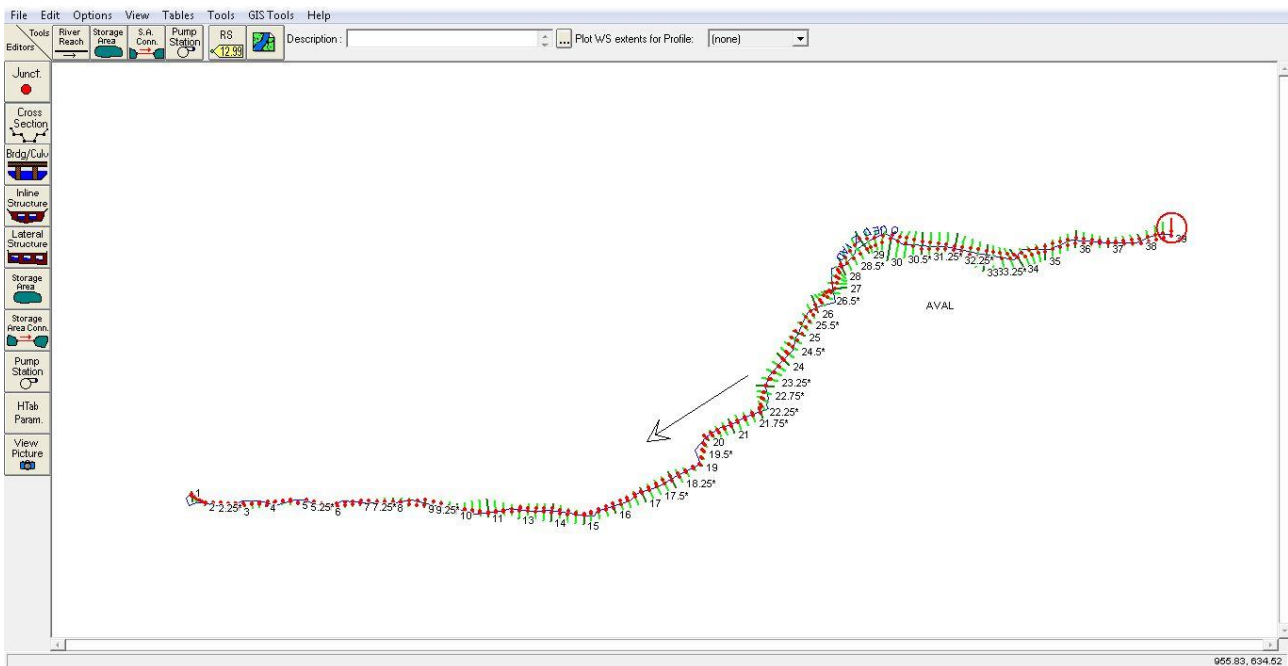 File Edit Options View Tables Tools GIS Tools Help
Tools
Editors
River
Reach
Storage
Area
S.A.
Conn.
Pump
Station
RS
12.99
Description :
... Plot WS extents for Profile: (none)
Junct.
Cross
Section
Brdg/Culv
Inline
Structure
Lateral
Structure
Storage
Area
Storage
Area Conn.
Pump
Station
HTab
Param.
View
Picture
39
38
37
36
35
34
33.25*
33
32.25*
31.25*
30.5*
30
29
28.5*
28
27
26.5*
26
25.5*
25
24.5*
24
23.25*
22.75*
22.25*
21.75*
21
20
19.5*
19
18.25*
17.5*
17
16
15
14
13
11
10
9.25*
9
8
7.25*
7
6
5.25*
5
4
3
2.25*
2
1
AVAL
955.83, 634.52